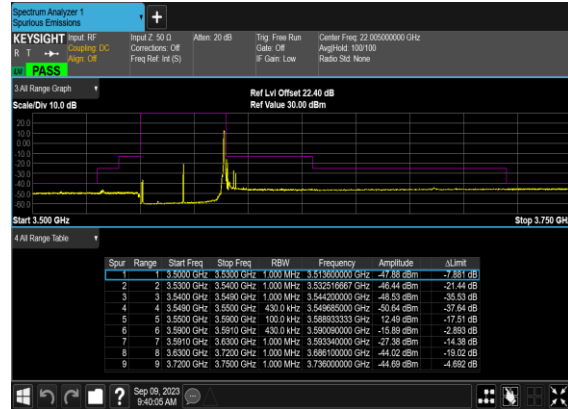 Spectrum Analyzer 1
Spurious Emissions
+
KEYSIGHT Input: RF Input Z: 50 Ω Atten: 20 dB Trig: Free Run Center Freq: 22.005000000 GHz
R T Coupling: DC Corrections: Off Gate: Off Avg|Hold: 100/100
Align: Off Freq Ref: Int (S) IF Gain: Low Radio Std: None
PASS
3 All Range Graph
Ref Lvl Offset 22.40 dB
Scale/Div 10.0 dB Ref Value 30.00 dBm
20.0
10.0
0.00
-10.0
-20.0
-30.0
-40.0
-50.0
-60.0
Start 3.500 GHz Stop 3.750 GHz
4 All Range Table
Spur Range Start Freq Stop Freq RBW Frequency Amplitude ΔLimit
1 1 3.5000 GHz 3.5300 GHz 1.000 MHz 3.513600000 GHz -47.88 dBm -7.881 dB
2 2 3.5300 GHz 3.5400 GHz 1.000 MHz 3.532516667 GHz -46.44 dBm -21.44 dB
3 3 3.5400 GHz 3.5490 GHz 1.000 MHz 3.544200000 GHz -48.53 dBm -35.53 dB
4 4 3.5490 GHz 3.5500 GHz 430.0 kHz 3.549685000 GHz -50.64 dBm -37.64 dB
5 5 3.5500 GHz 3.5900 GHz 100.0 kHz 3.588933333 GHz 12.49 dBm -17.51 dB
6 6 3.5900 GHz 3.5910 GHz 430.0 kHz 3.590090000 GHz -15.89 dBm -2.893 dB
7 7 3.5910 GHz 3.6300 GHz 1.000 MHz 3.593340000 GHz -27.38 dBm -14.38 dB
8 8 3.6300 GHz 3.7200 GHz 1.000 MHz 3.686100000 GHz -44.02 dBm -19.02 dB
9 9 3.7200 GHz 3.7500 GHz 1.000 MHz 3.736000000 GHz -44.69 dBm -4.692 dB
? Sep 09, 2023
9:40:05 AM